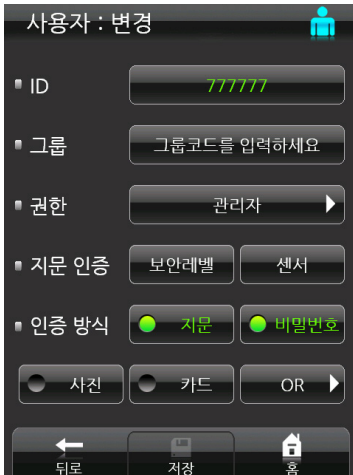 사용자 : 변경
ID 777777
그룹 그룹코드를 입력하세요
권한 관리자
지문 인증 보안레벨 센서
인증 방식 지문 비밀번호
사진 카드 OR
뒤로 저장 홈